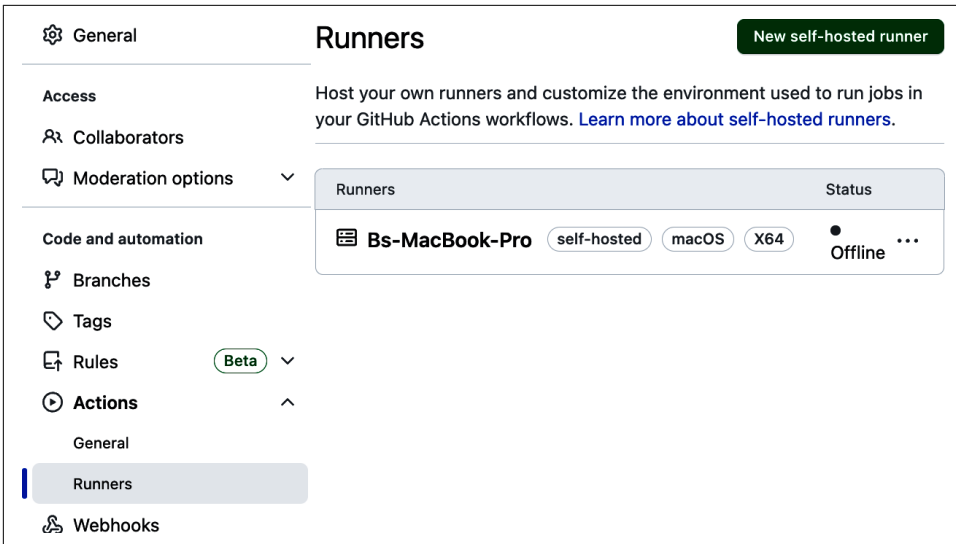 General
Access
Collaborators
Moderation options
Code and automation
Branches
Tags
Rules Beta
Actions
General
Runners
Webhooks
Runners
New self-hosted runner
Host your own runners and customize the environment used to run jobs in
your GitHub Actions workflows. Learn more about self-hosted runners.
Runners Status
Bs-MacBook-Pro self-hosted macOS X64 Offline